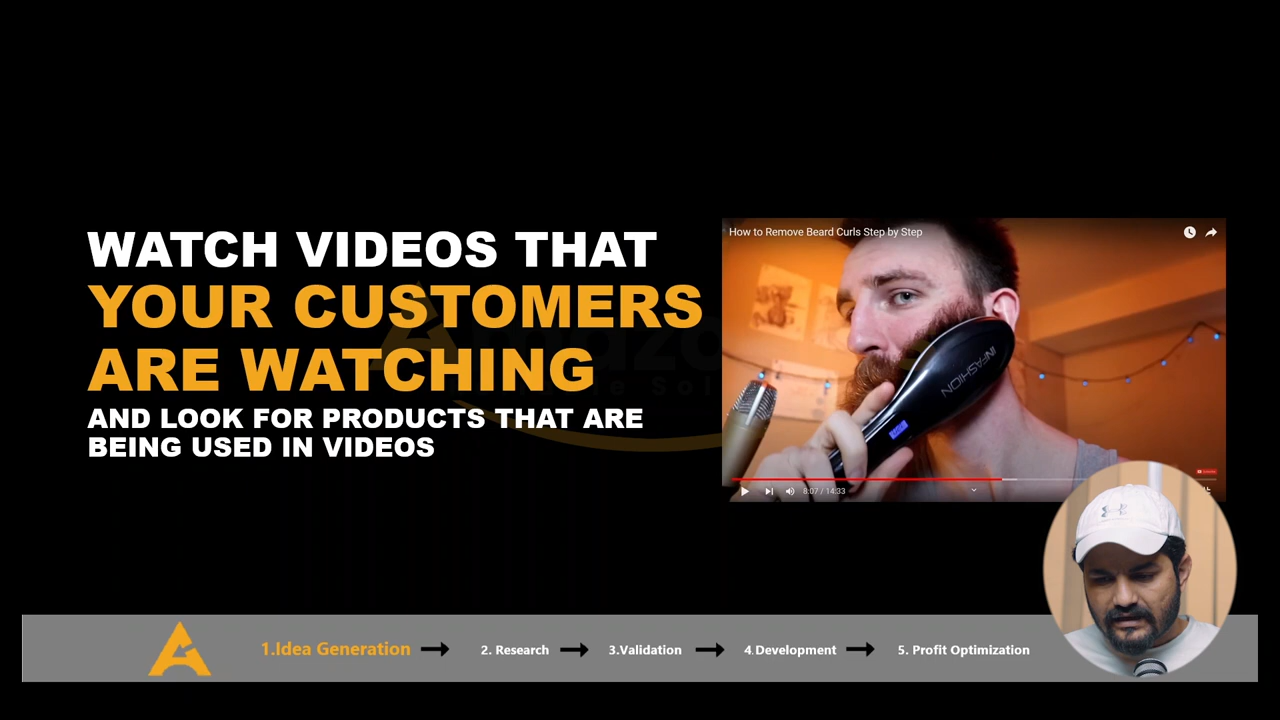 WATCH VIDEOS THAT
YOUR CUSTOMERS
ARE WATCHING
AND LOOK FOR PRODUCTS THAT ARE
BEING USED IN VIDEOS
How to Remove Beard Curls Step by Step
INFASHION
8:07 / 14:33
1.Idea Generation
2. Research
3.Validation
4.Development
5. Profit Optimization